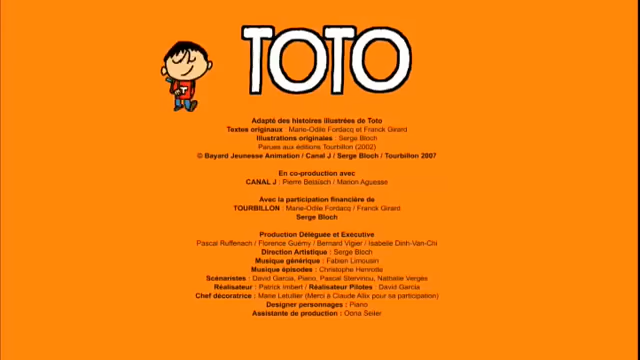 TOTO
T
Adapté des histoires illustrées de Toto
Textes originaux : Marie-Odile Fordacq et Franck Girard
Illustrations originales : Serge Bloch
Parues aux éditions Tourbillon (2002)
© Bayard Jeunesse Animation / Canal J / Serge Bloch / Tourbillon 2007
En co-production avec
CANAL J : Pierre Belaïsch / Marion Aguesse
Avec la participation financière de
TOURBILLON : Marie-Odile Fordacq / Franck Girard
Serge Bloch
Production Déléguée et Exécutive
Pascal Ruffenach / Florence Guémy / Bernard Vigier / Isabelle Dinh-Van-Chi
Direction Artistique : Serge Bloch
Musique générique : Fabien Limousin
Musique épisodes : Christophe Henrotte
Scénaristes : David Garcia, Piano, Pascal Stervinou, Nathalie Vergès
Réalisateur : Patrick Imbert / Réalisateur Pilotes : David Garcia
Chef décoratrice : Marie Letullier (Merci à Claude Allix pour sa participation)
Designer personnages : Piano
Assistante de production : Oona Seiler